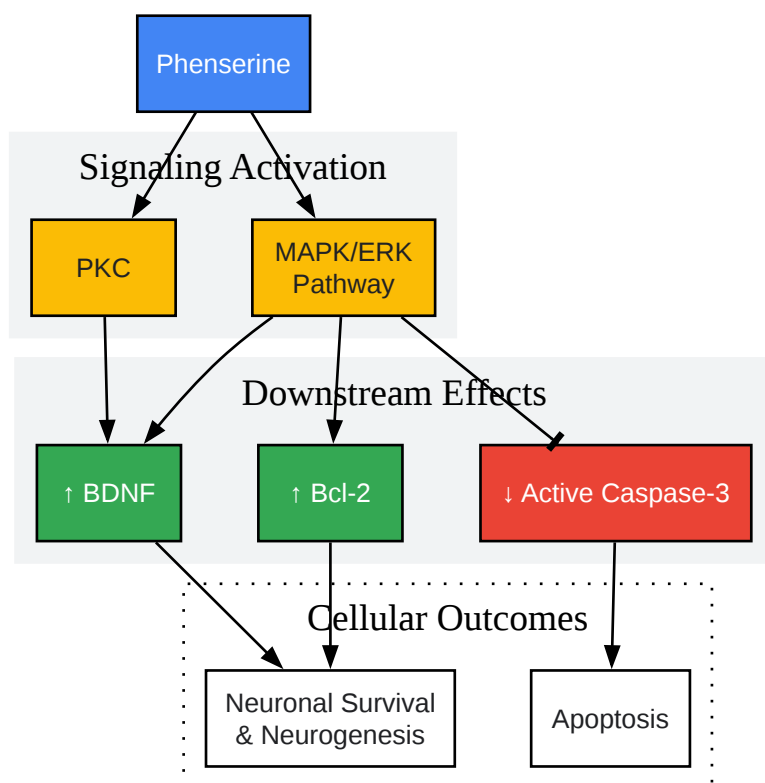 Phenserine
Signaling Activation
PKC
MAPK/ERK
Pathway
Downstream Effects
↑ BDNF
↑ Bcl-2
↓ Active Caspase-3
Cellular Outcomes
Neuronal Survival
& Neurogenesis
Apoptosis